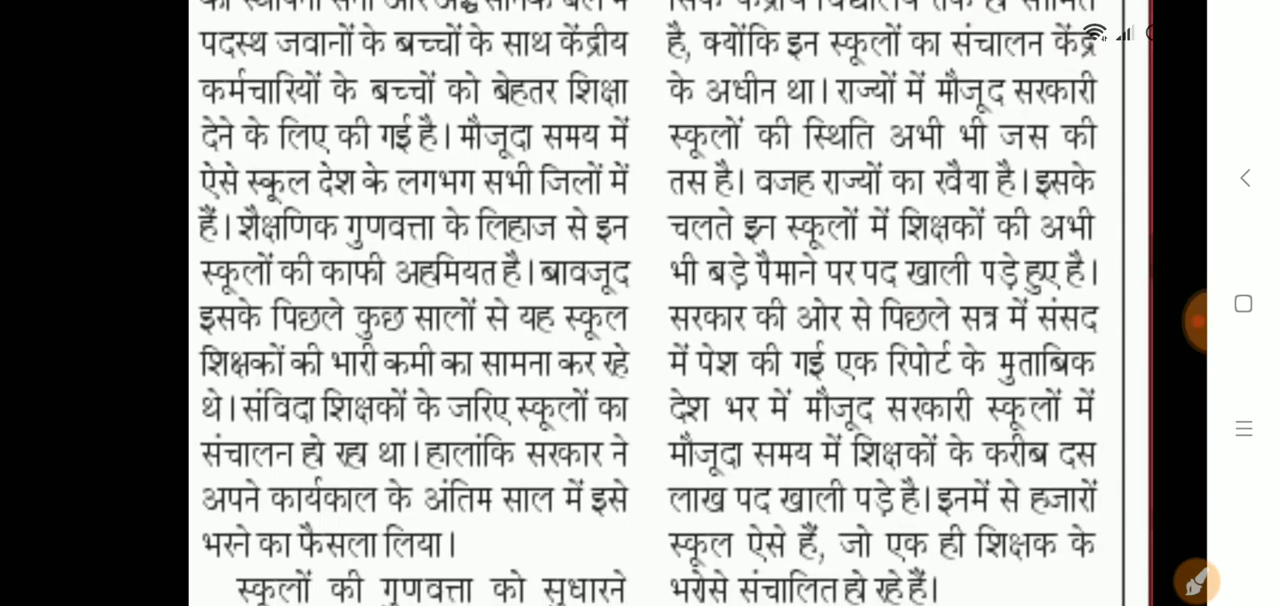 पदस्थ जवानों के बच्चों के साथ केंद्रीय
कर्मचारियों के बच्चों को बेहतर शिक्षा
देने के लिए की गई है। मौजूदा समय में
ऐसे स्कूल देश के लगभग सभी जिलों में
हैं। शैक्षणिक गुणवत्ता के लिहाज से इन
स्कूलों की काफी अहमियत है। बावजूद
इसके पिछले कुछ सालों से यह स्कूल
शिक्षकों की भारी कमी का सामना कर रहे
थे। संविदा शिक्षकों के जरिए स्कूलों का
संचालन हो रहा था। हालांकि सरकार ने
अपने कार्यकाल के अंतिम साल में इसे
भरने का फैसला लिया।
स्कूलों की गुणवत्ता को सुधारने
है, क्योंकि इन स्कूलों का संचालन केंद्र
के अधीन था। राज्यों में मौजूद सरकारी
स्कूलों की स्थिति अभी भी जस की
तस है। वजह राज्यों का रवैया है। इसके
चलते इन स्कूलों में शिक्षकों की अभी
भी बड़े पैमाने पर पद खाली पड़े हुए है।
सरकार की ओर से पिछले सत्र में संसद
में पेश की गई एक रिपोर्ट के मुताबिक
देश भर में मौजूद सरकारी स्कूलों में
मौजूदा समय में शिक्षकों के करीब दस
लाख पद खाली पड़े है। इनमें से हजारों
स्कूल ऐसे हैं, जो एक ही शिक्षक के
भरोसे संचालित हो रहे हैं।